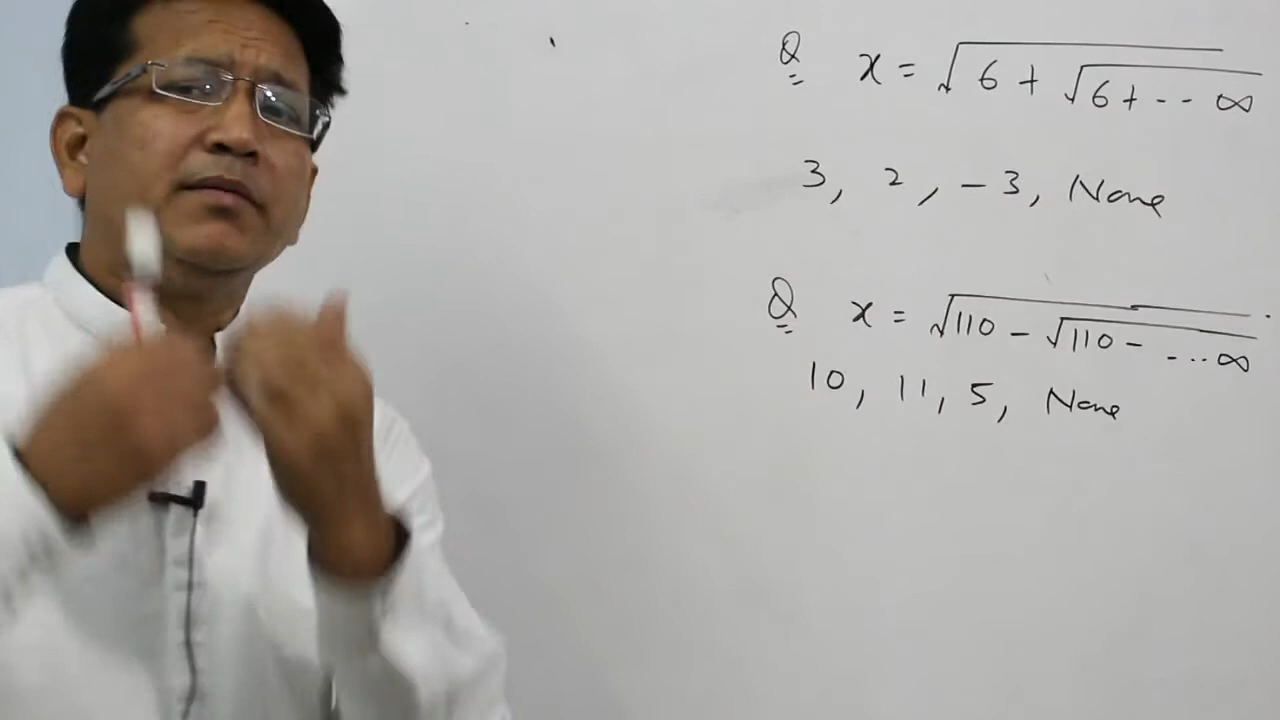 Q x = √6 + √6 + -- ∞
3, 2, -3, None
Q x = √110 - √110 - --- ∞
10, 11, 5, None